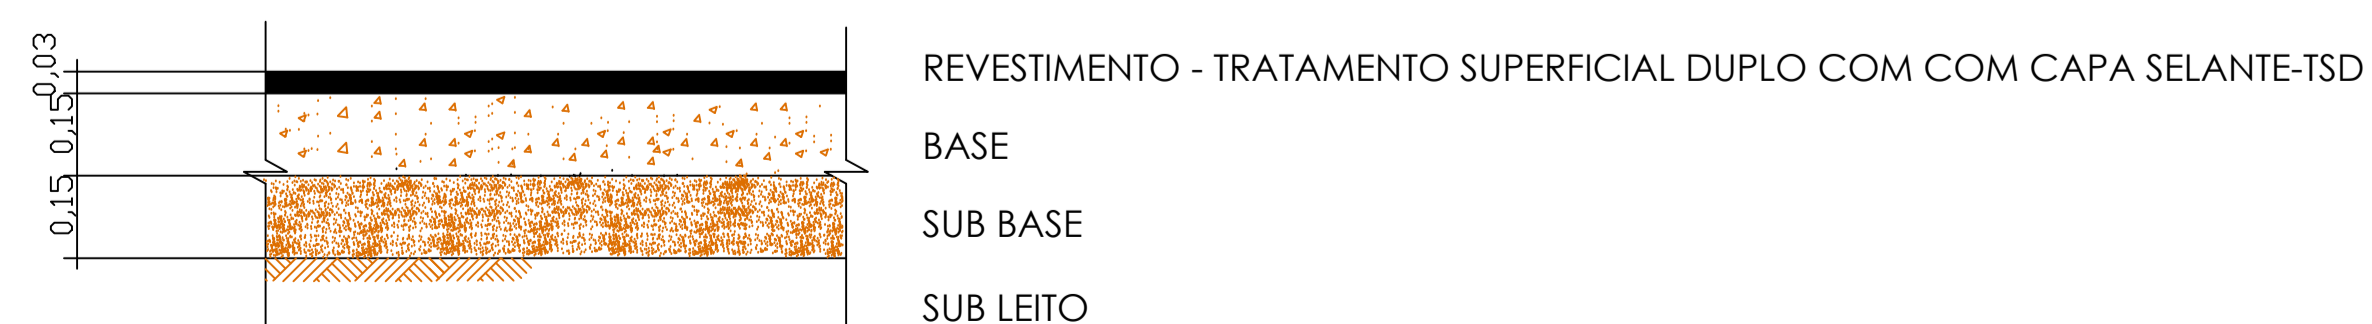 0,03
REVESTIMENTO - TRATAMENTO SUPERFICIAL DUPLO COM COM CAPA SELANTE-TSD
0,15
BASE
0,15
SUB BASE
SUB LEITO